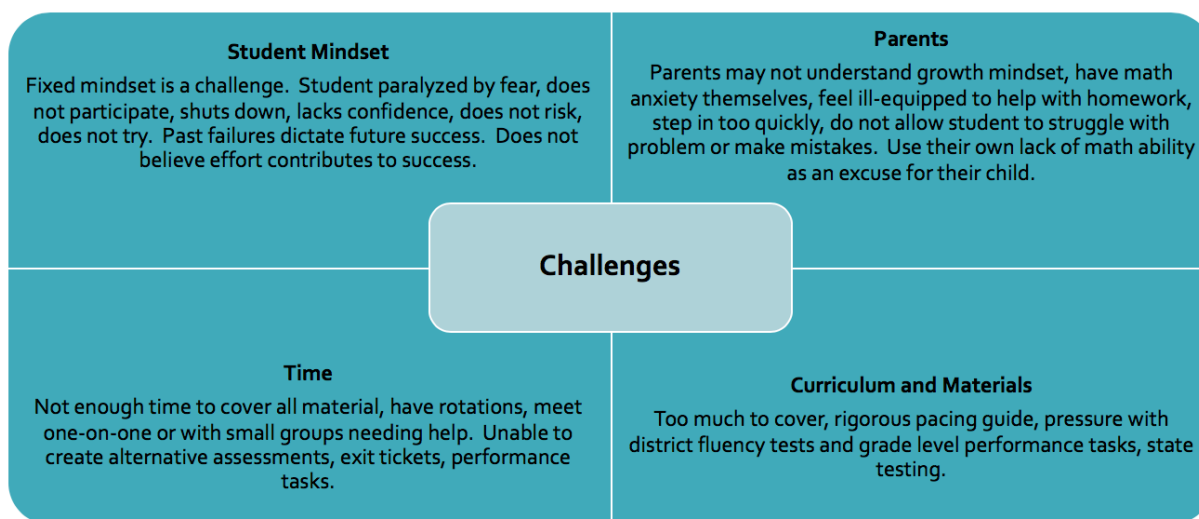 Student Mindset
Fixed mindset is a challenge.  Student paralyzed by fear, does
not participate, shuts down, lacks confidence, does not risk,
does not try.  Past failures dictate future success.  Does not
believe effort contributes to success.
Parents
Parents may not understand growth mindset, have math
anxiety themselves, feel ill-equipped to help with homework,
step in too quickly, do not allow student to struggle with
problem or make mistakes.  Use their own lack of math ability
as an excuse for their child.
Challenges
Time
Not enough time to cover all material, have rotations, meet
one-on-one or with small groups needing help.  Unable to
create alternative assessments, exit tickets, performance
tasks.
Curriculum and Materials
Too much to cover, rigorous pacing guide, pressure with
district fluency tests and grade level performance tasks, state
testing.